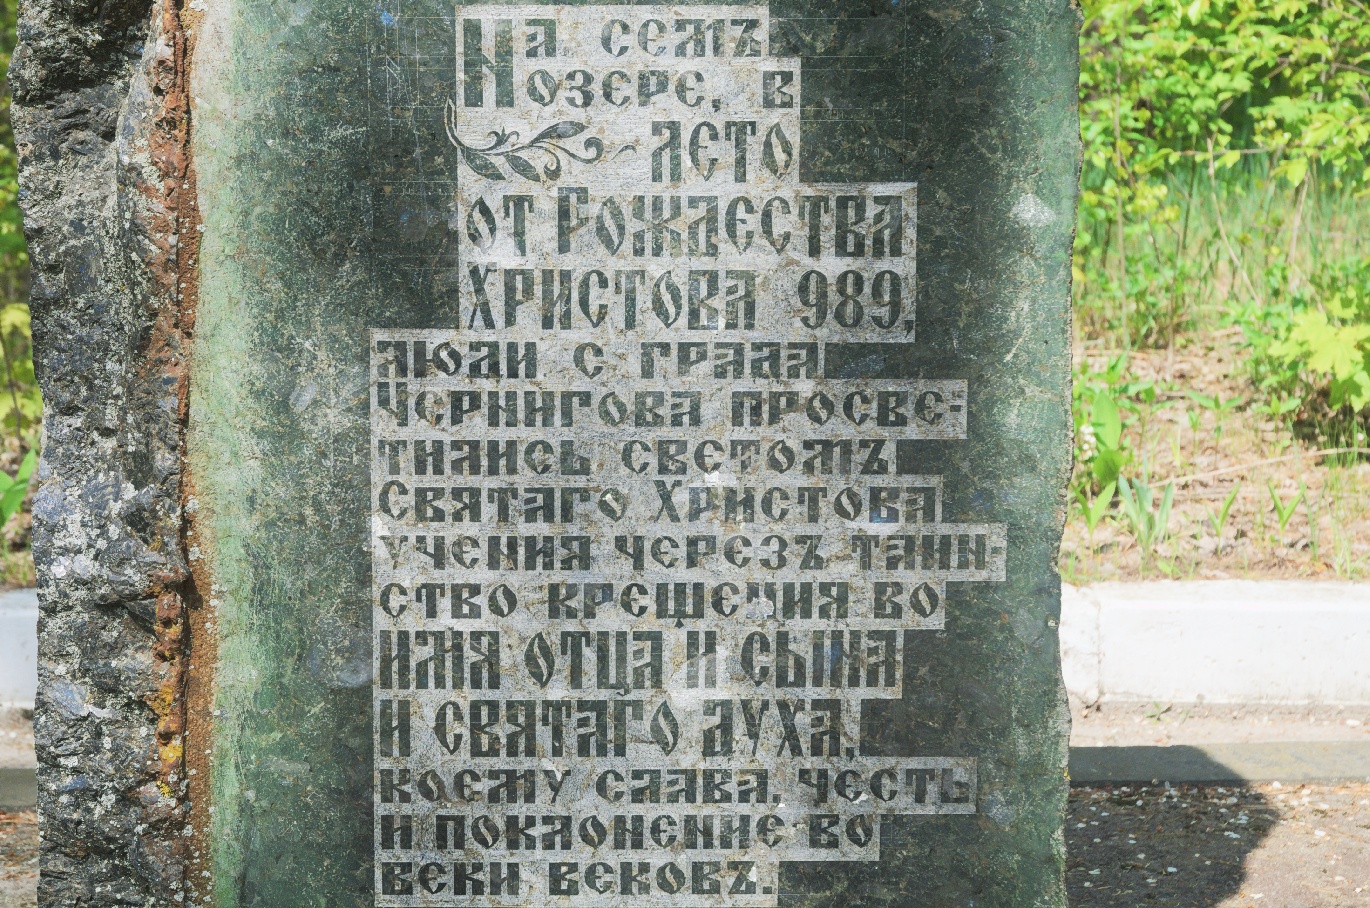 На семъ
озере, в
лето
от Рождества
Христова 989,
люди с града
Чернигова просве-
тились светомъ
Святаго Христова
учения черезъ таин-
ство крещения во
имя отца и сына
и святаго духа,
коему слава, честь
и поклонение во
веки вековъ.